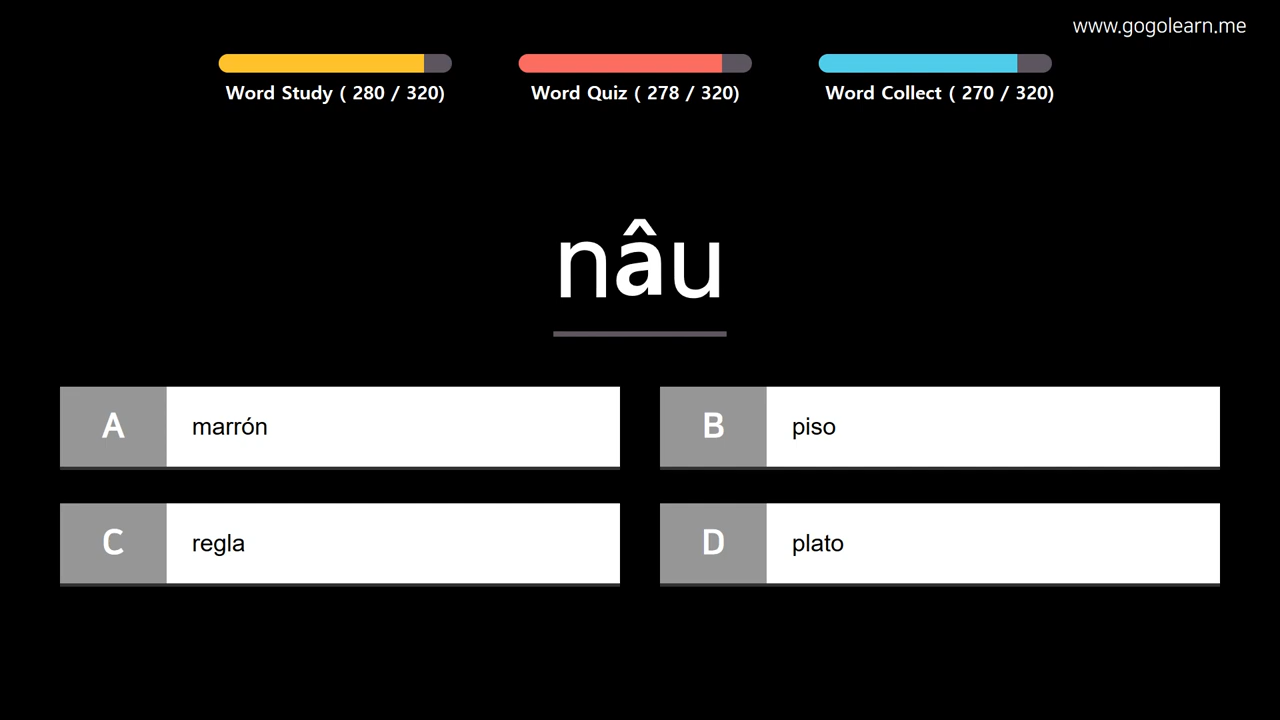 www.gogolearn.me
Word Study ( 280 / 320)
Word Quiz ( 278 / 320)
Word Collect ( 270 / 320)
nâu
A marrón
B piso
C regla
D plato